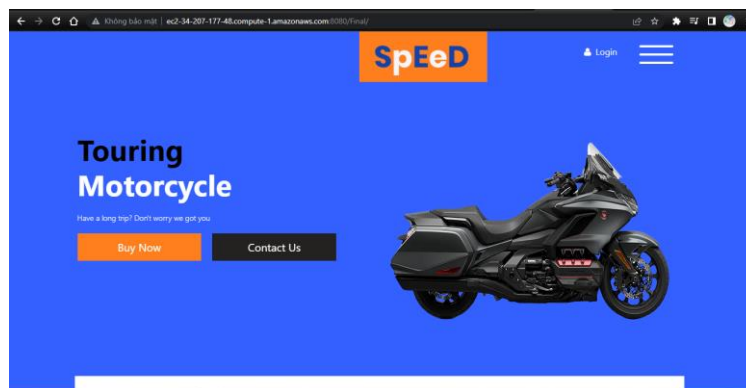 Không bảo mật | ec2-34-207-177-48.compute-1.amazonaws.com:8080/Final/
SpEeD
Login
Touring
Motorcycle
Have a long trip? Don't worry we got you
Buy Now
Contact Us